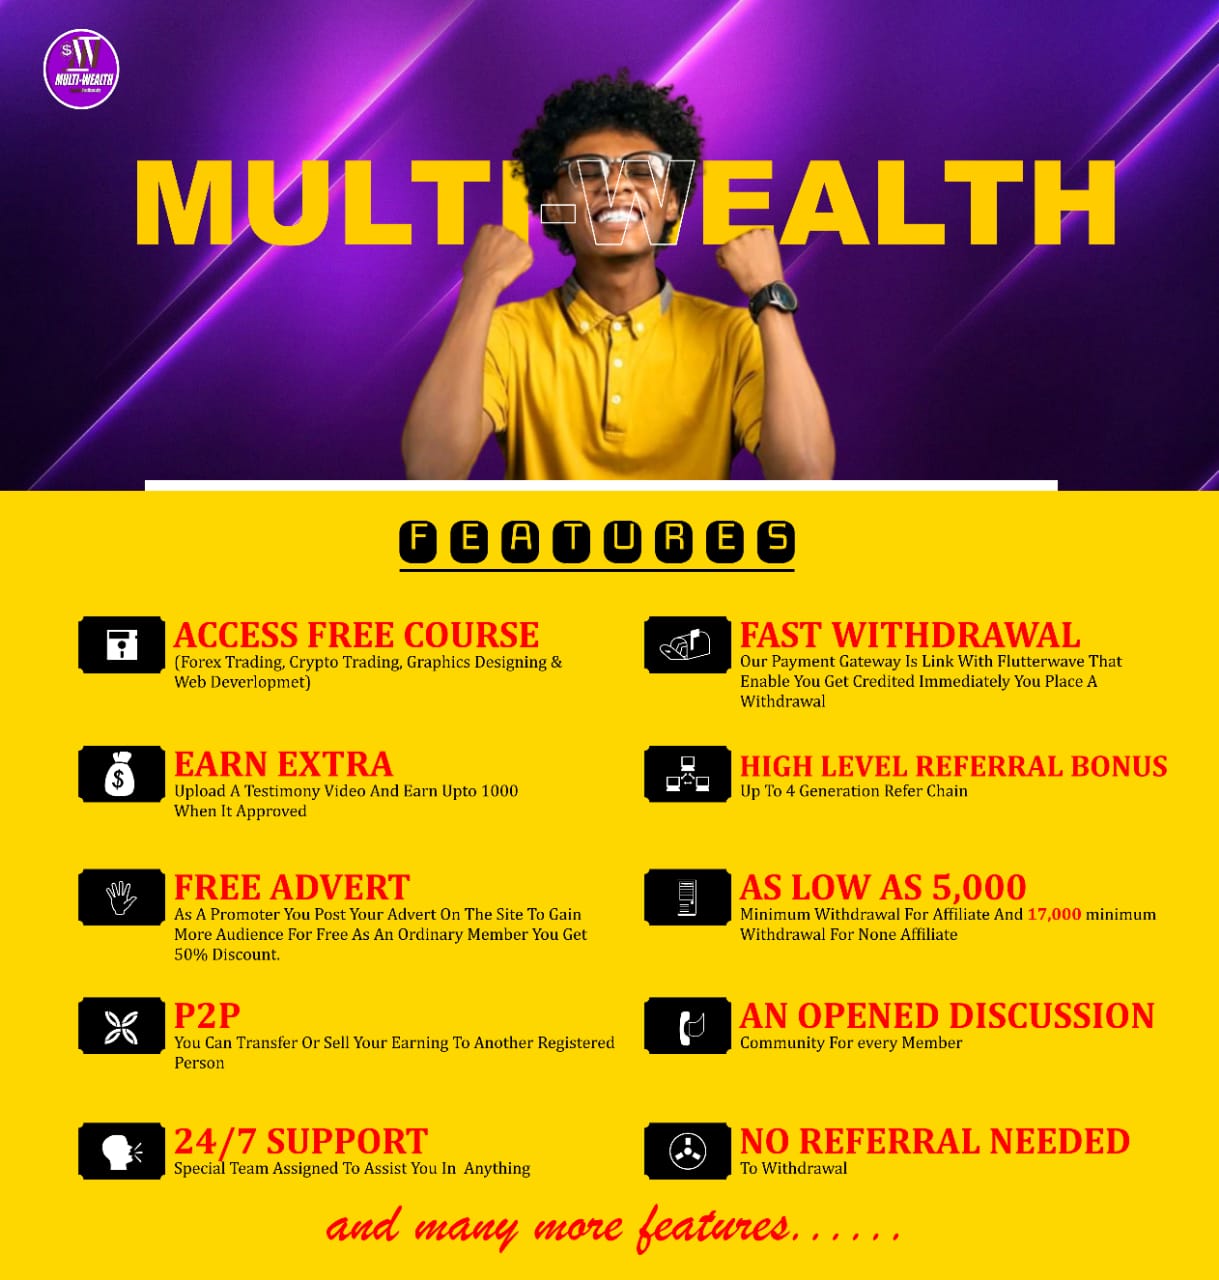 $W
MULTI-WEALTH
MULTI-WEALTH
FEATURES
ACCESS FREE COURSE
(Forex Trading, Crypto Trading, Graphics Designing &
Web Deverlopmet)
EARN EXTRA
Upload A Testimony Video And Earn Upto 1000
When It Approved
FREE ADVERT
As A Promoter You Post Your Advert On The Site To Gain
More Audience For Free As An Ordinary Member You Get
50% Discount.
P2P
You Can Transfer Or Sell Your Earning To Another Registered
Person
24/7 SUPPORT
Special Team Assigned To Assist You In Anything
FAST WITHDRAWAL
Our Payment Gateway Is Link With Flutterwave That
Enable You Get Credited Immediately You Place A
Withdrawal
HIGH LEVEL REFERRAL BONUS
Up To 4 Generation Refer Chain
AS LOW AS 5,000
Minimum Withdrawal For Affiliate And 17,000 minimum
Withdrawal For None Affiliate
AN OPENED DISCUSSION
Community For every Member
NO REFERRAL NEEDED
To Withdrawal
and many more features......